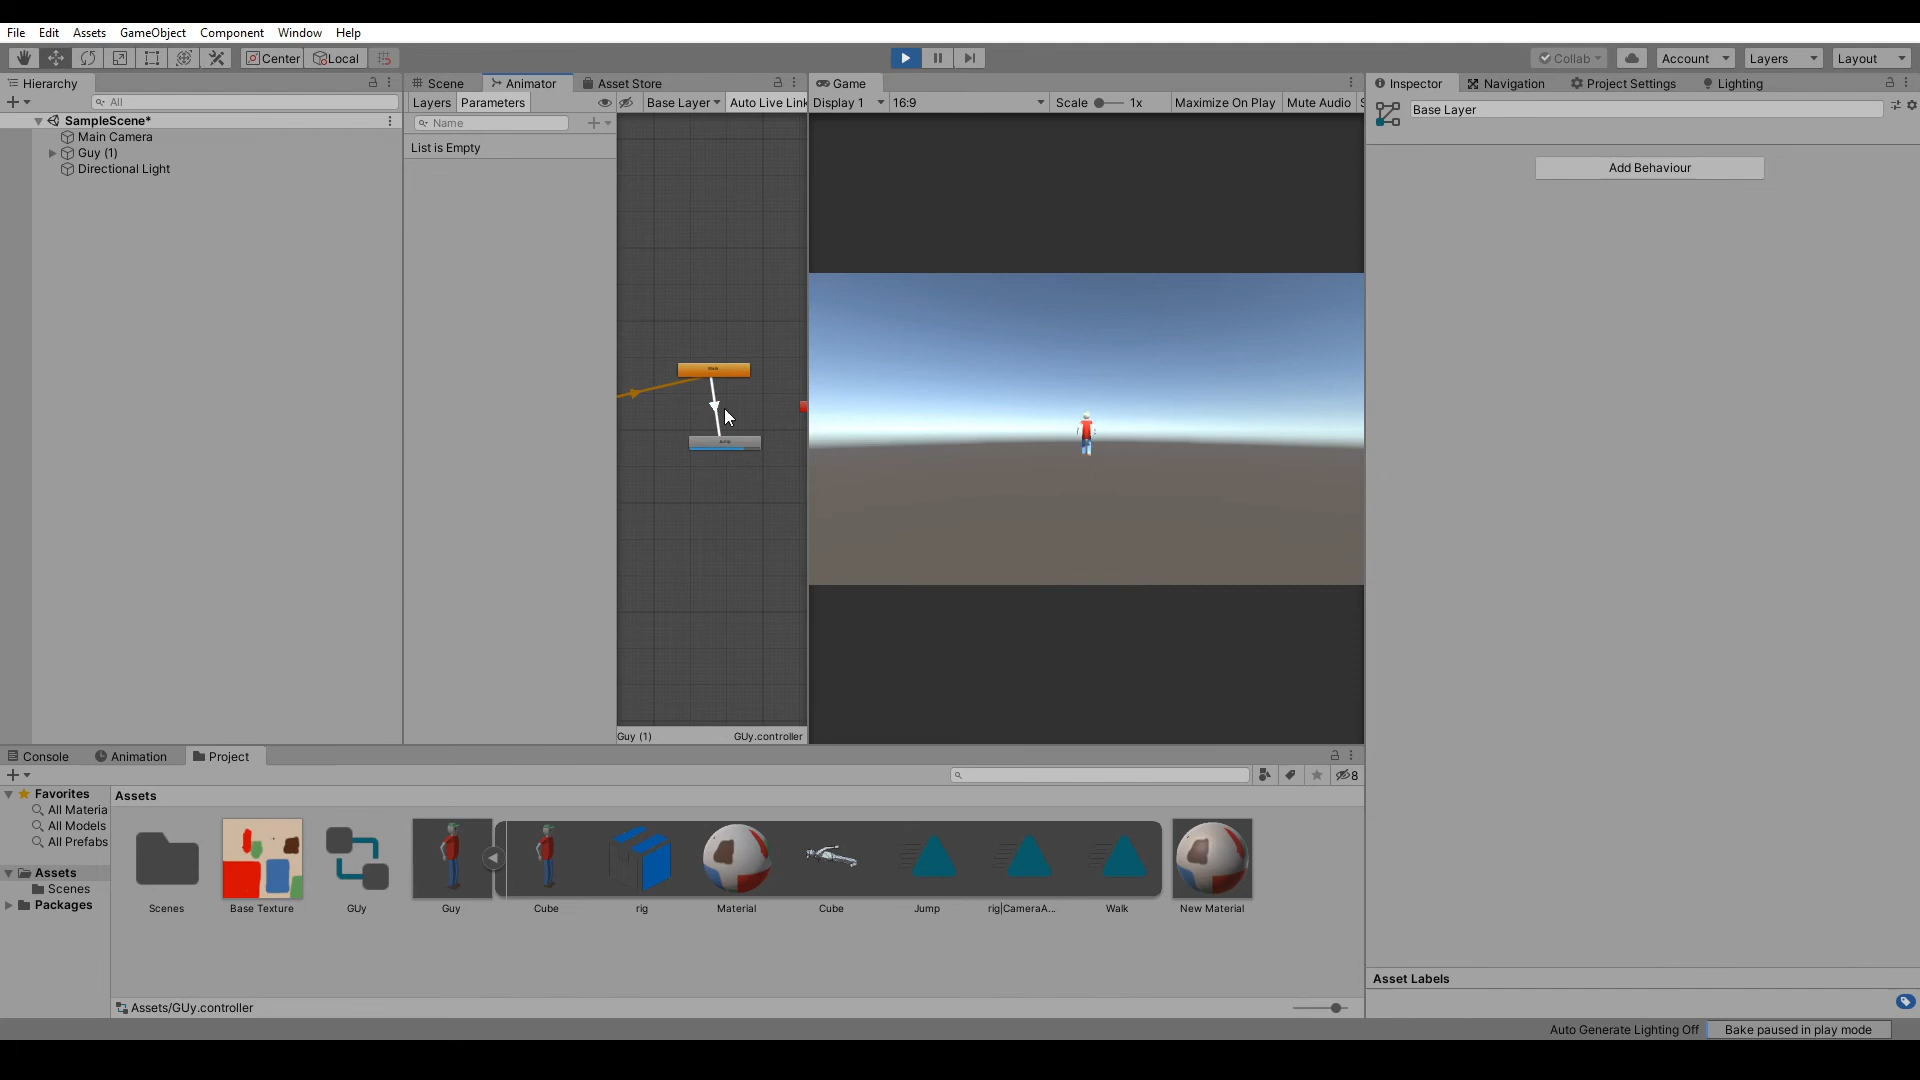 File Edit Assets GameObject Component Window Help
Center Local Collab Account Layers Layout
Hierarchy
All
SampleScene*
Main Camera
Guy (1)
Directional Light
Scene Animator Asset Store
Layers Parameters Base Layer Auto Live Link
Name
List is Empty
Walk
Jump
Guy (1) GUy.controller
Game
Display 1 16:9 Scale 1x Maximize On Play Mute Audio S
Inspector Navigation Project Settings Lighting
Base Layer
Add Behaviour
Asset Labels
Console Animation Project
8
Favorites
All Materia
All Models
All Prefabs
Assets
Scenes
Packages
Assets
Scenes Base Texture GUy Guy Cube rig Material Cube Jump rig|CameraA... Walk New Material
Assets/GUy.controller
Auto Generate Lighting Off Bake paused in play mode